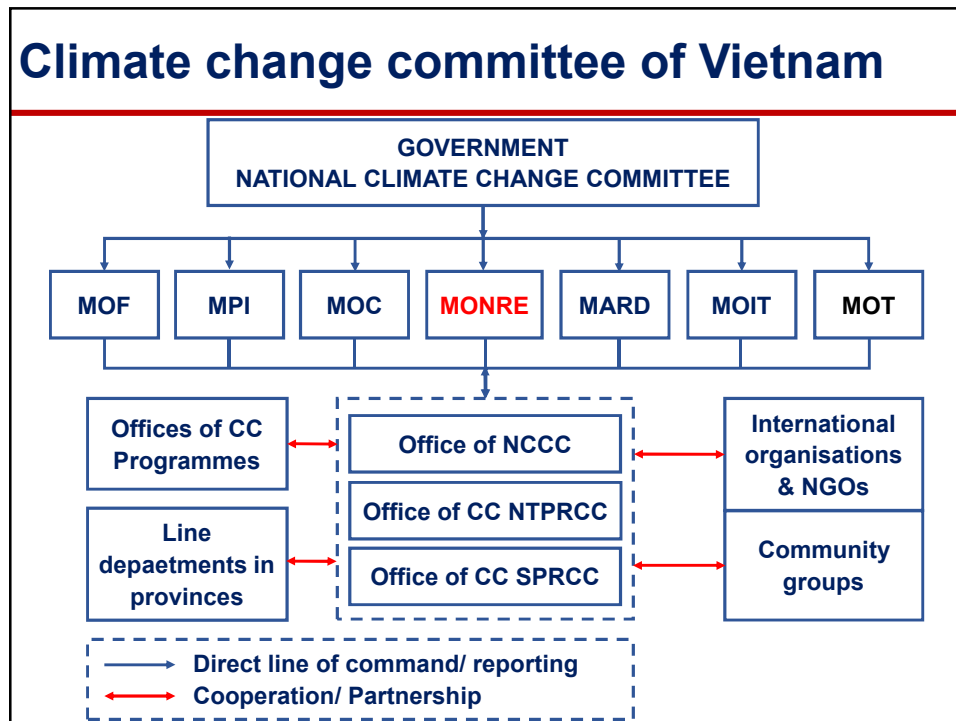 Climate change committee of Vietnam
GOVERNMENT
NATIONAL CLIMATE CHANGE COMMITTEE
MOF
MPI
MOC
MONRE
MARD
MOIT
MOT
Offices of CC
Programmes
Office of NCCC
International
organisations
& NGOs
Office of CC NTPRCC
Line
depaetments in
provinces
Office of CC SPRCC
Community
groups
Direct line of command/ reporting
Cooperation/ Partnership